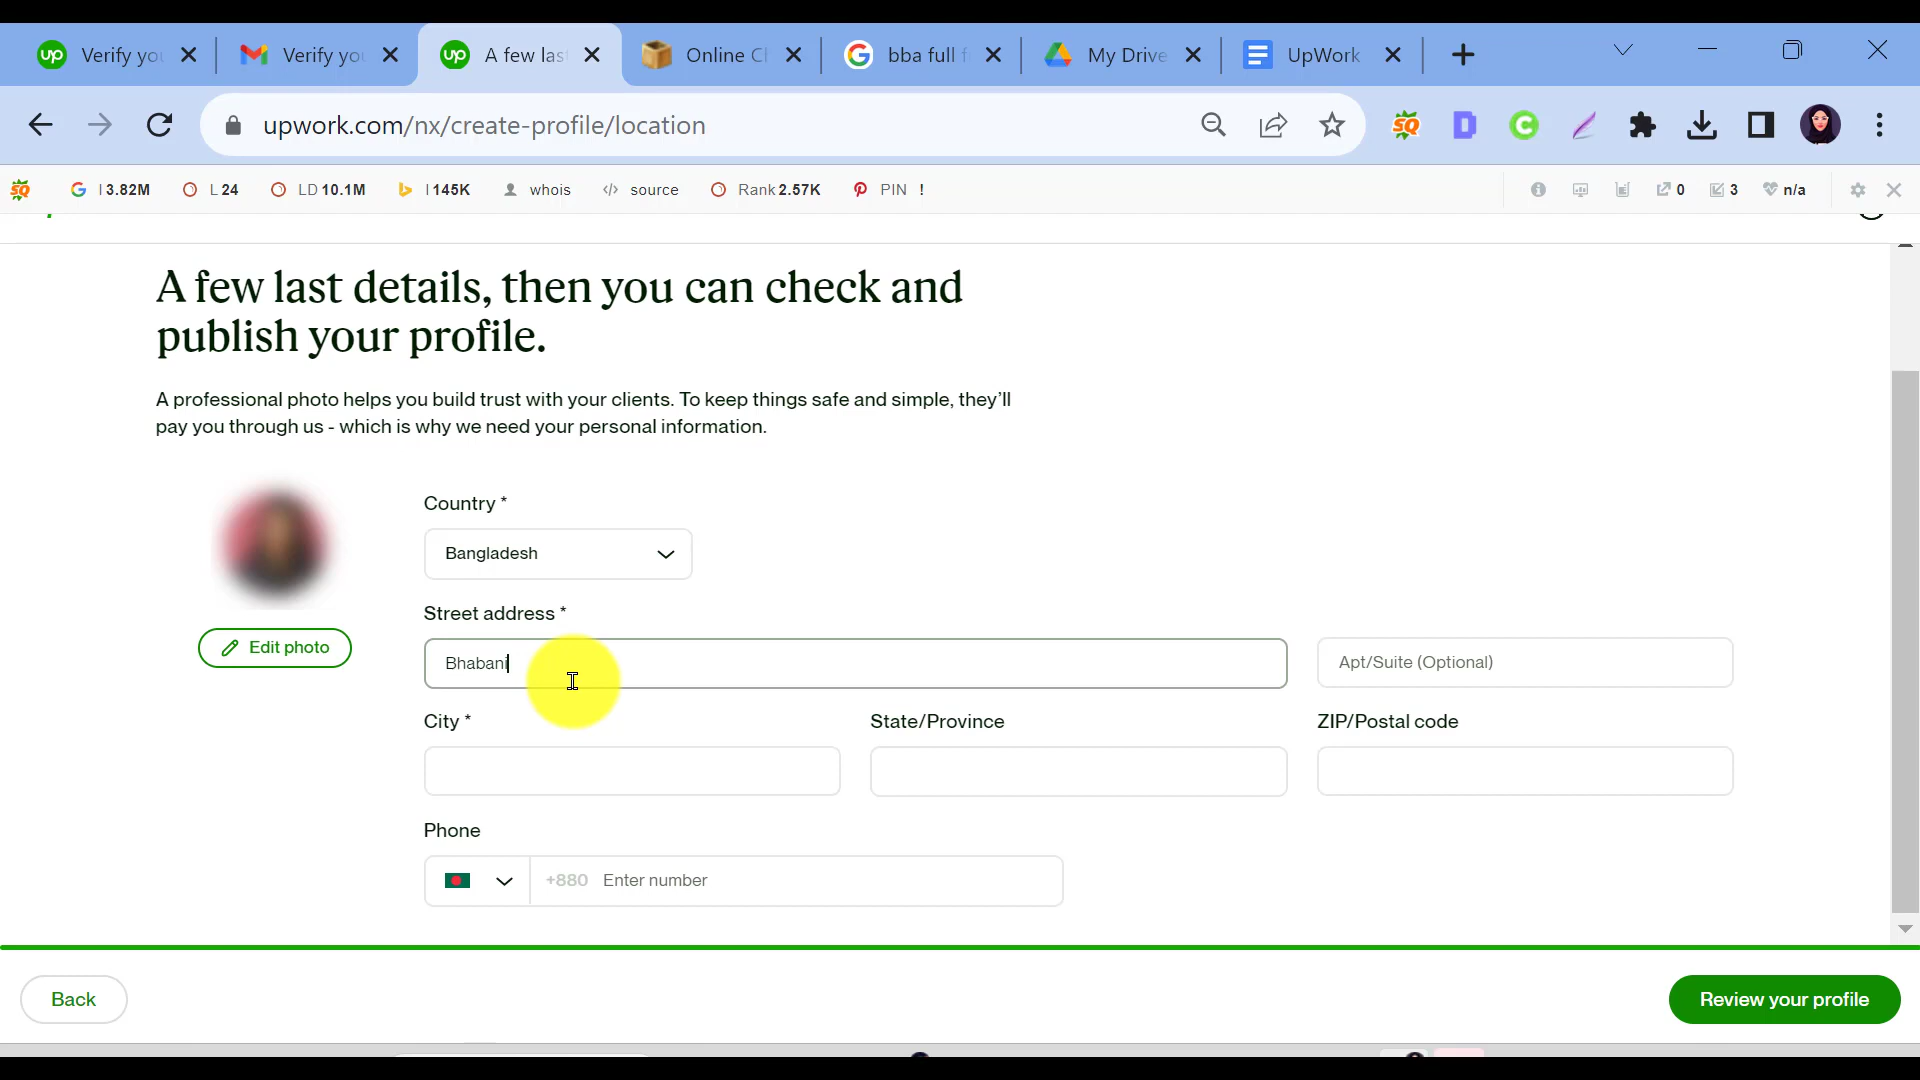 Verify you
Verify you
A few las
Online Cl
bba full f
My Drive
UpWork
upwork.com/nx/create-profile/location
SQ
D
C
SQ
I 3.82M
L 24
LD 10.1M
I 145K
whois
source
Rank 2.57K
PIN !
0
3
n/a
A few last details, then you can check and
publish your profile.
A professional photo helps you build trust with your clients. To keep things safe and simple, they'll
pay you through us - which is why we need your personal information.
Country *
Bangladesh
Street address *
Edit photo
Bhabani
Apt/Suite (Optional)
City *
State/Province
ZIP/Postal code
Phone
+880 Enter number
Back
Review your profile